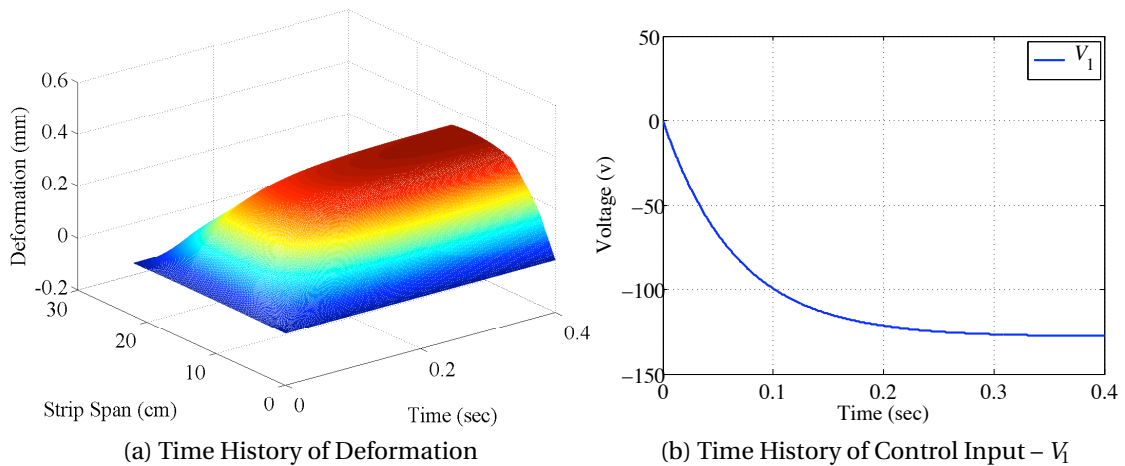 0.6
0.4
0.2
0
-0.2
Deformation (mm)
30
20
10
0
Strip Span (cm)
0
0.2
0.4
Time (sec)
(a) Time History of Deformation
50
0
−50
−100
−150
Voltage (v)
V1
0
0.1
0.2
0.3
0.4
Time (sec)
(b) Time History of Control Input – V1